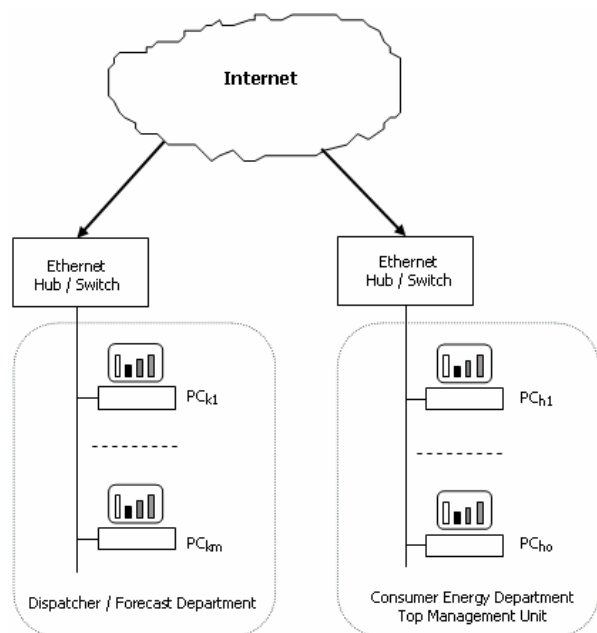 Internet
Ethernet
Hub / Switch
Ethernet
Hub / Switch
PCk1
PCh1
PCkm
PCho
Dispatcher / Forecast Department
Consumer Energy Department
Top Management Unit